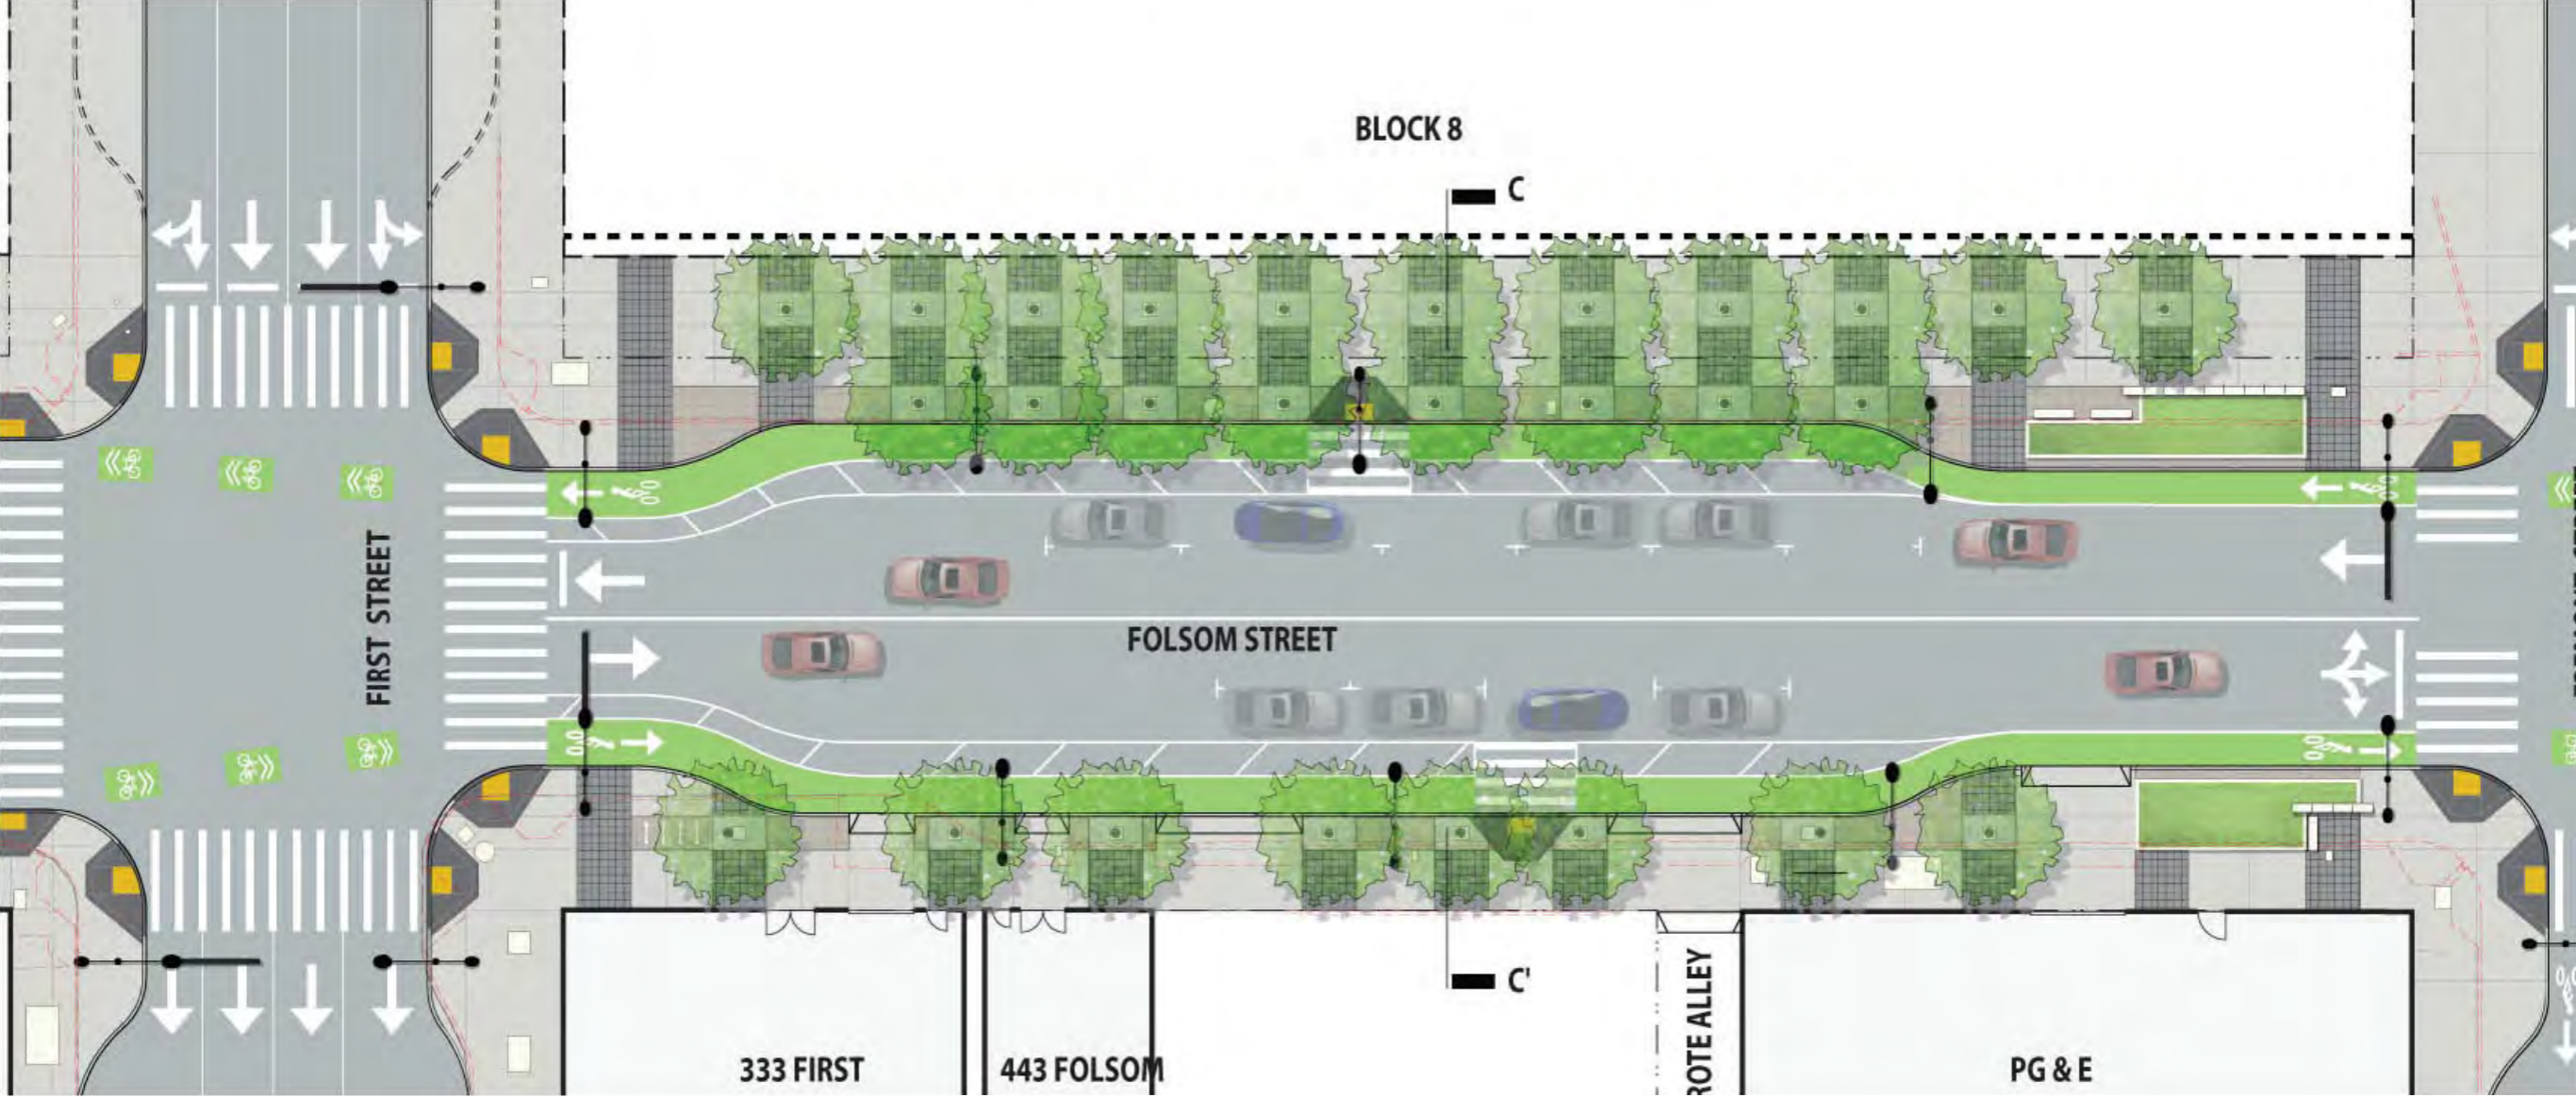 BLOCK 8
C
FIRST STREET
FOLSOM STREET
C'
ROTE ALLEY
333 FIRST
443 FOLSOM
PG & E